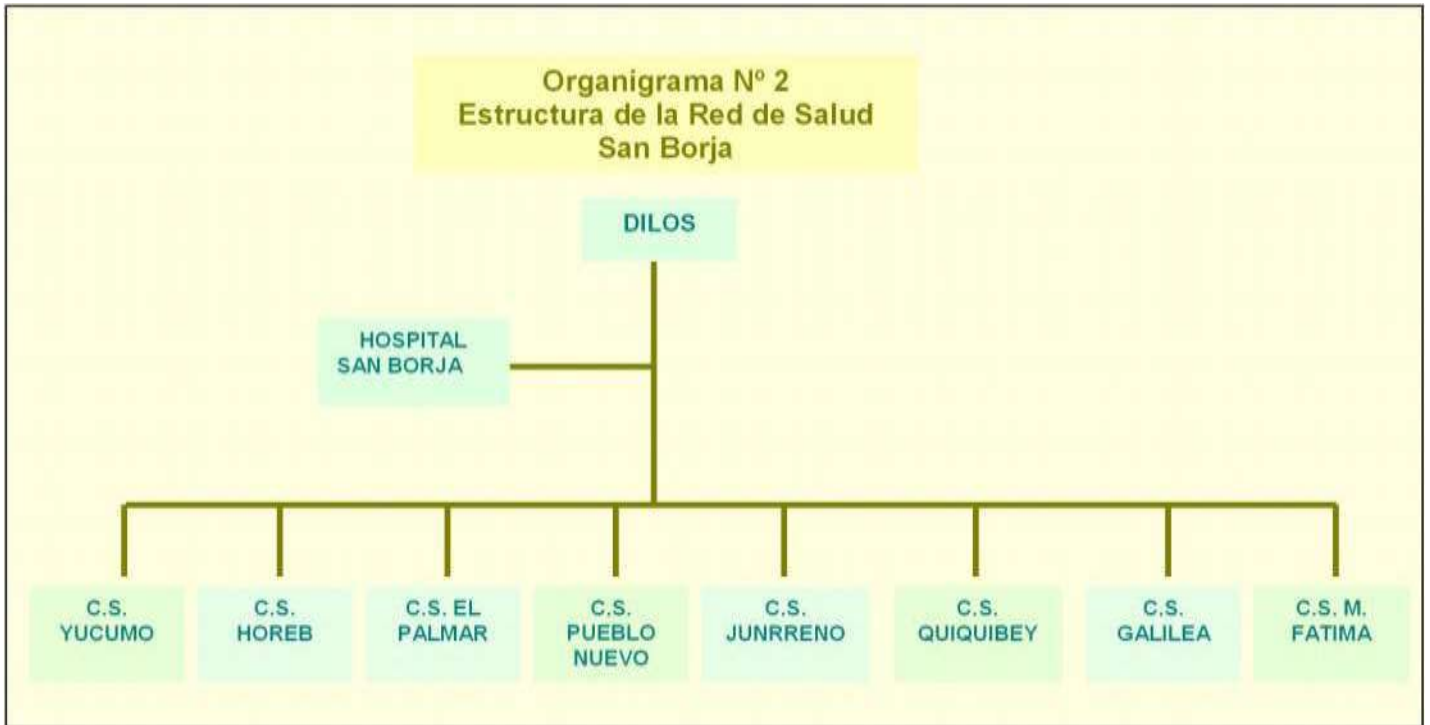 Organigrama Nº 2
Estructura de la Red de Salud
San Borja
DILOS
HOSPITAL
SAN BORJA
C.S.
YUCUMO
C.S.
HOREB
C.S. EL
PALMAR
C.S.
PUEBLO
NUEVO
C.S.
JUNRRENO
C.S.
QUIQUIBEY
C.S.
GALILEA
C.S. M.
FATIMA